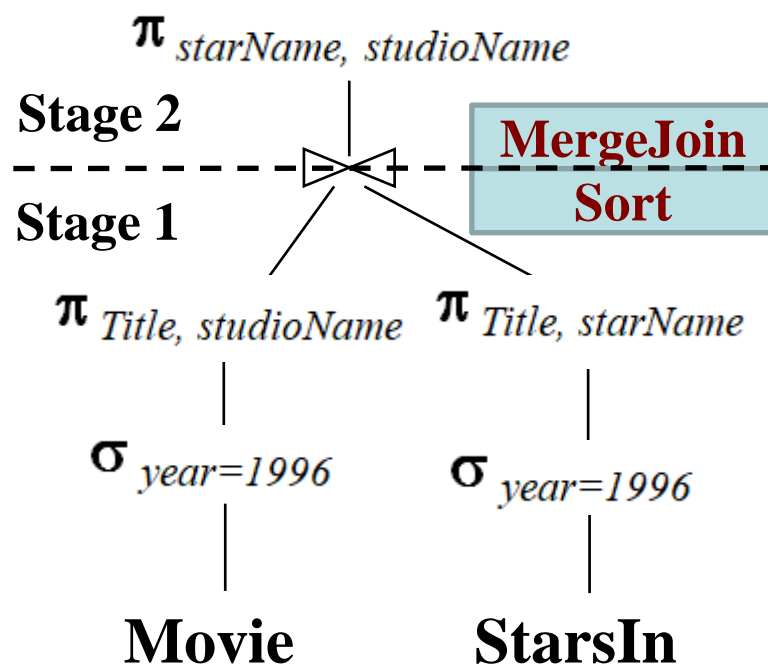 π starName, studioName
Stage 2
MergeJoin
Sort
Stage 1
π Title, studioName
π Title, starName
σ year=1996
σ year=1996
Movie
StarsIn